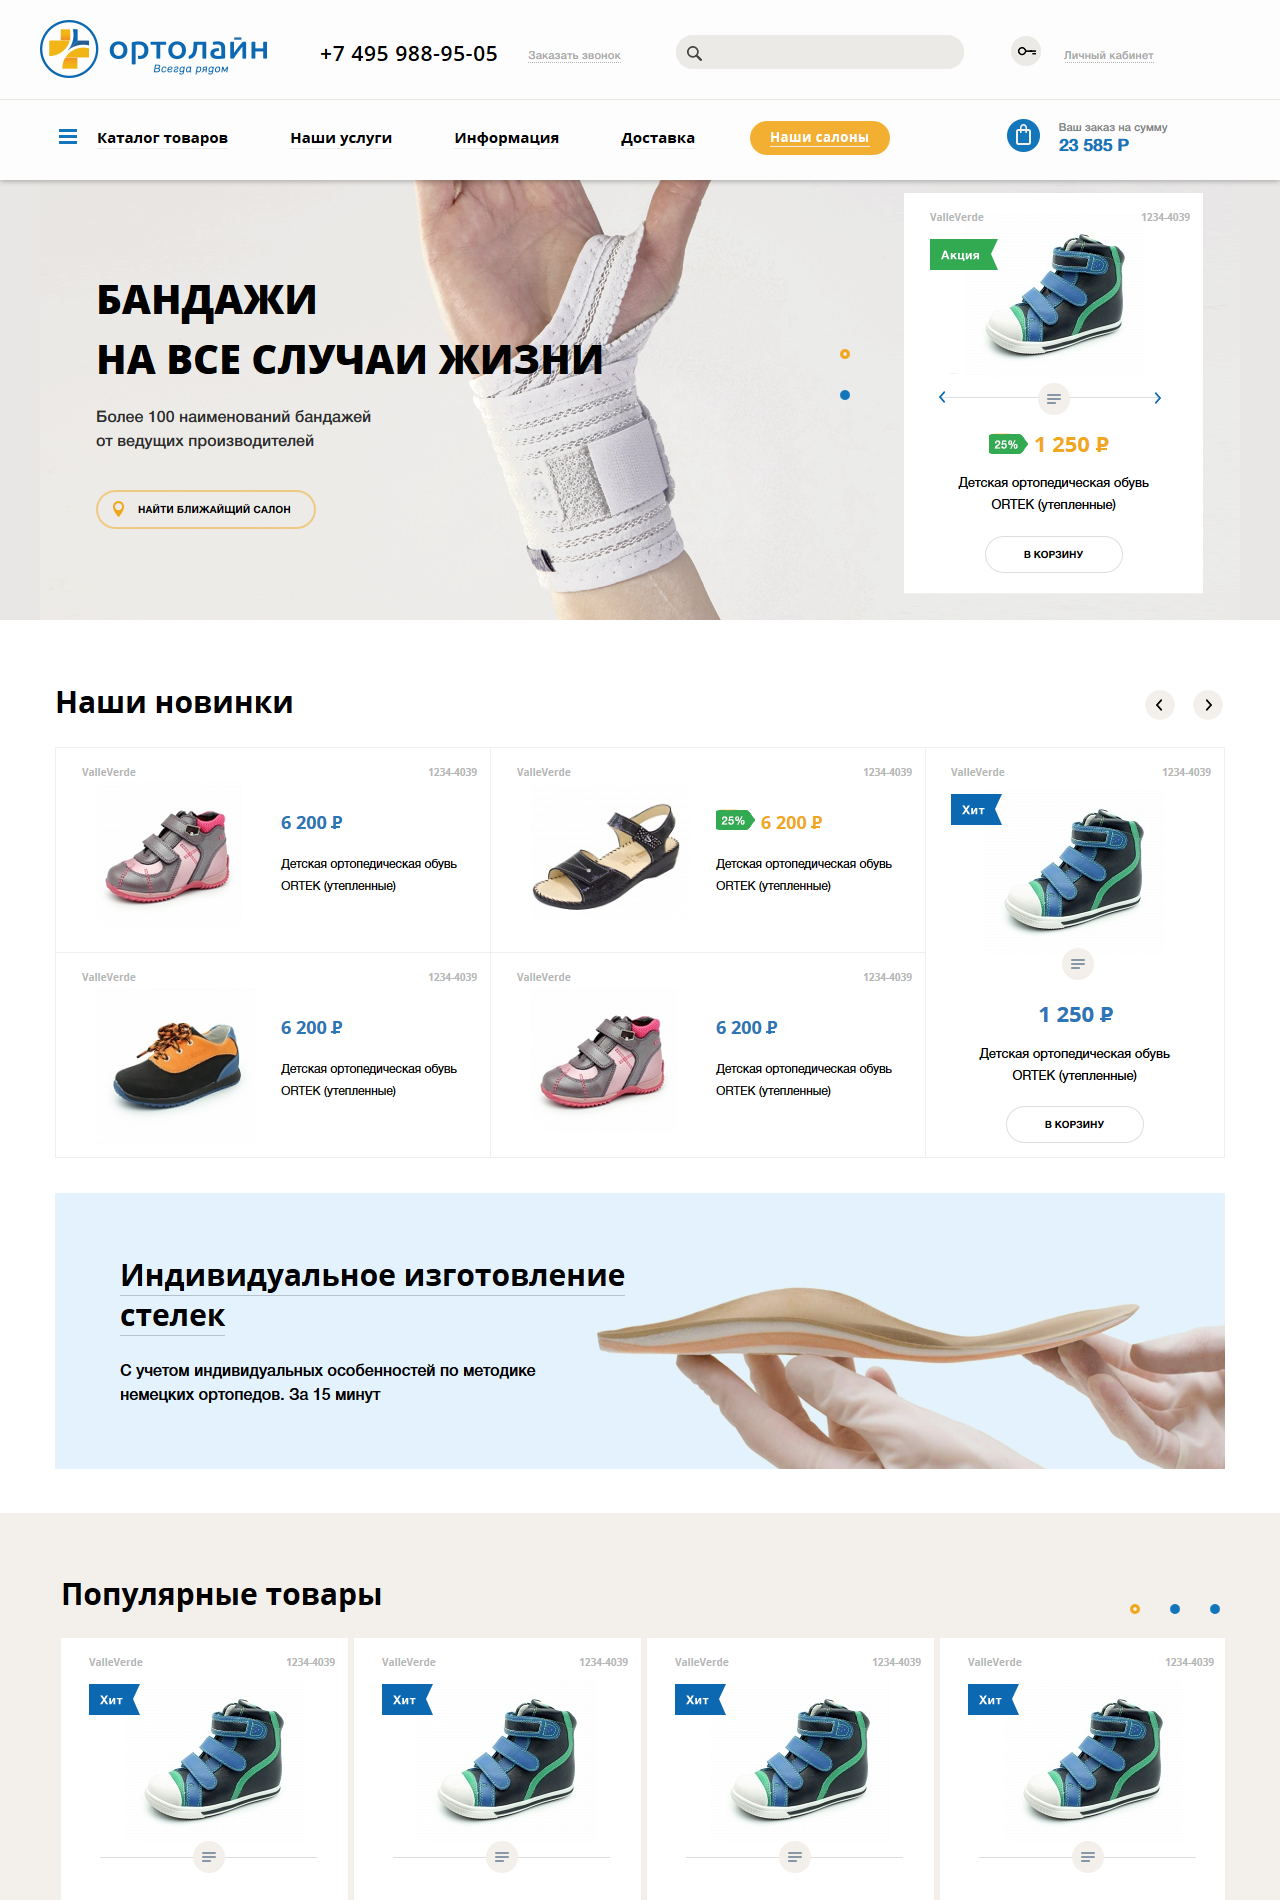 ортолайн
Всегда рядом
+7 495 988-95-05
Заказать звонок
Личный кабинет
Каталог товаров
Наши услуги
Информация
Доставка
Наши салоны
Ваш заказ на сумму
23 585 Р
БАНДАЖИ
НА ВСЕ СЛУЧАИ ЖИЗНИ
Более 100 наименований бандажей
от ведущих производителей
НАЙТИ БЛИЖАЙЩИЙ САЛОН
ValleVerde 1234-4039
Акция
25% 1 250 ₽
Детская ортопедическая обувь
ORTEK (утепленные)
В КОРЗИНУ
Наши новинки
ValleVerde 1234-4039
6 200 ₽
Детская ортопедическая обувь
ORTEK (утепленные)
ValleVerde 1234-4039
25% 6 200 ₽
Детская ортопедическая обувь
ORTEK (утепленные)
ValleVerde 1234-4039
Хит
1 250 ₽
Детская ортопедическая обувь
ORTEK (утепленные)
В КОРЗИНУ
ValleVerde 1234-4039
6 200 ₽
Детская ортопедическая обувь
ORTEK (утепленные)
ValleVerde 1234-4039
6 200 ₽
Детская ортопедическая обувь
ORTEK (утепленные)
Индивидуальное изготовление
стелек
С учетом индивидуальных особенностей по методике
немецких ортопедов. За 15 минут
Популярные товары
ValleVerde 1234-4039
Хит
ValleVerde 1234-4039
Хит
ValleVerde 1234-4039
Хит
ValleVerde 1234-4039
Хит